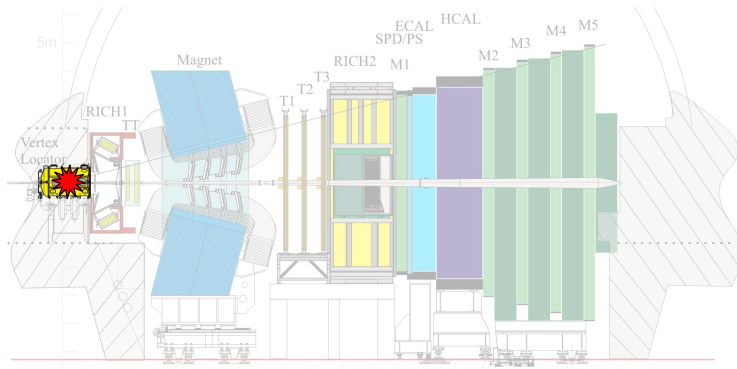 5m
Vertex
Locator
RICH1
TT
Magnet
T1
T2
T3
RICH2
SPD/PS
M1
ECAL
HCAL
M2
M3
M4
M5